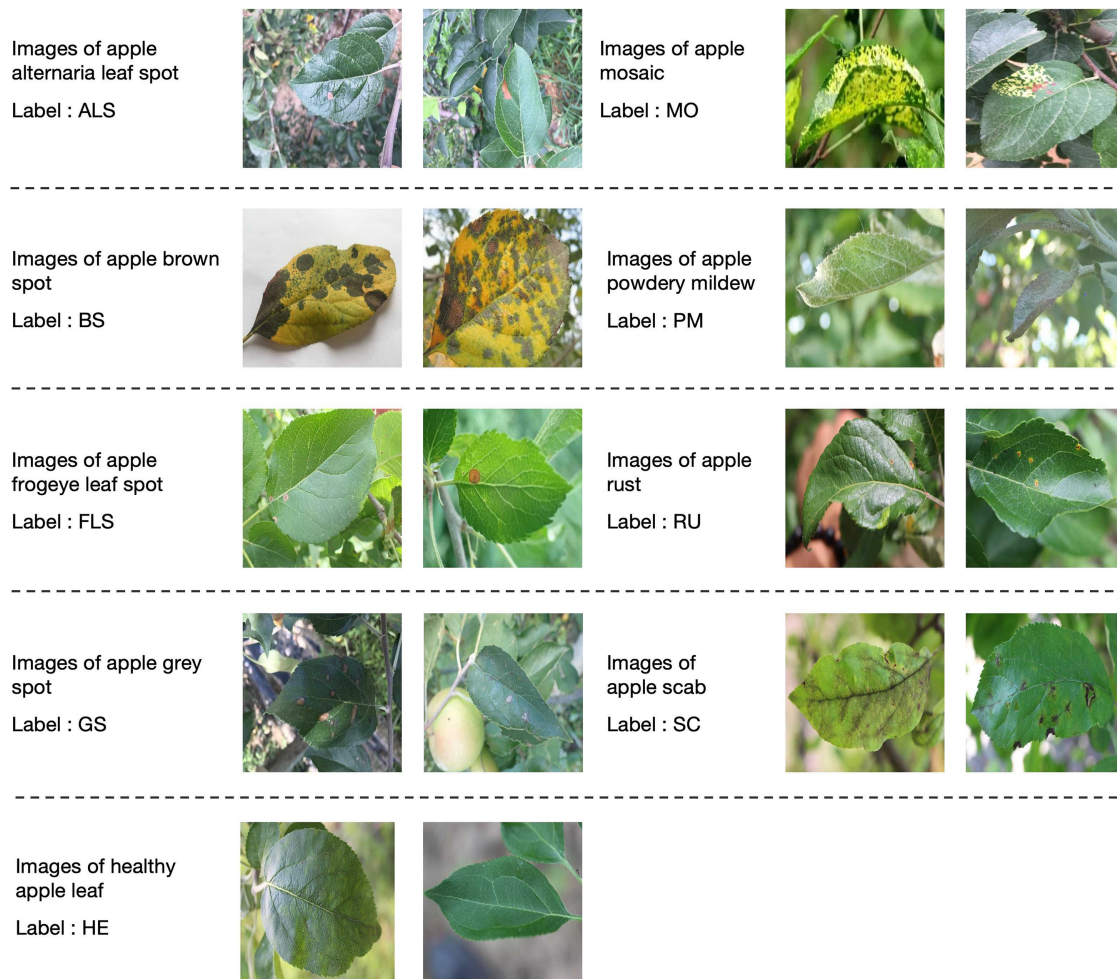 Images of apple
alternaria leaf spot
Label : ALS
Images of apple
mosaic
Label : MO
Images of apple brown
spot
Label : BS
Images of apple
powdery mildew
Label : PM
Images of apple
frogeye leaf spot
Label : FLS
Images of apple
rust
Label : RU
Images of apple grey
spot
Label : GS
Images of
apple scab
Label : SC
Images of healthy
apple leaf
Label : HE